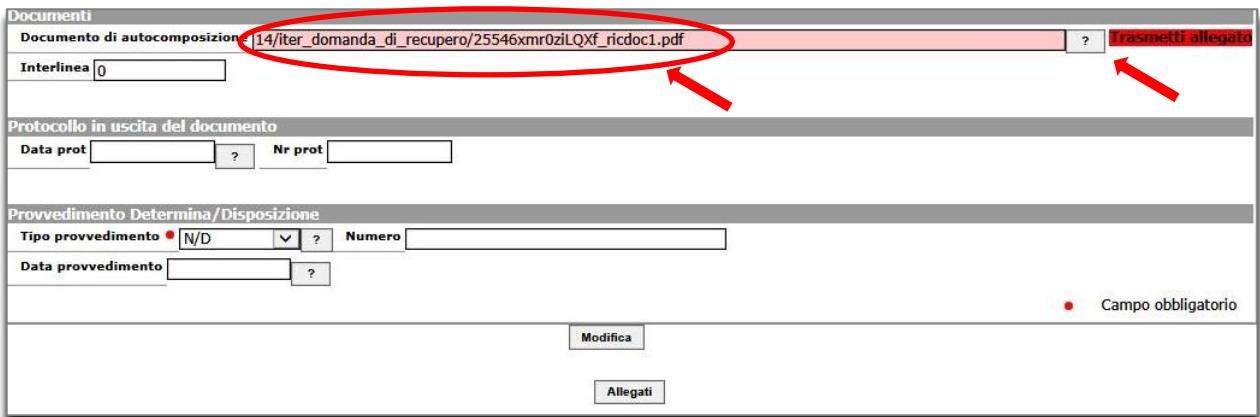 Documenti
Documento di autocomposizione 14/iter_domanda_di_recupero/25546xmr0ziLQXf_ricdoc1.pdf ? Trasmetti allegato
Interlinea 0
Protocollo in uscita del documento
Data prot ? Nr prot
Provvedimento Determina/Disposizione
Tipo provvedimento N/D ? Numero
Data provvedimento ?
Campo obbligatorio
Modifica
Allegati